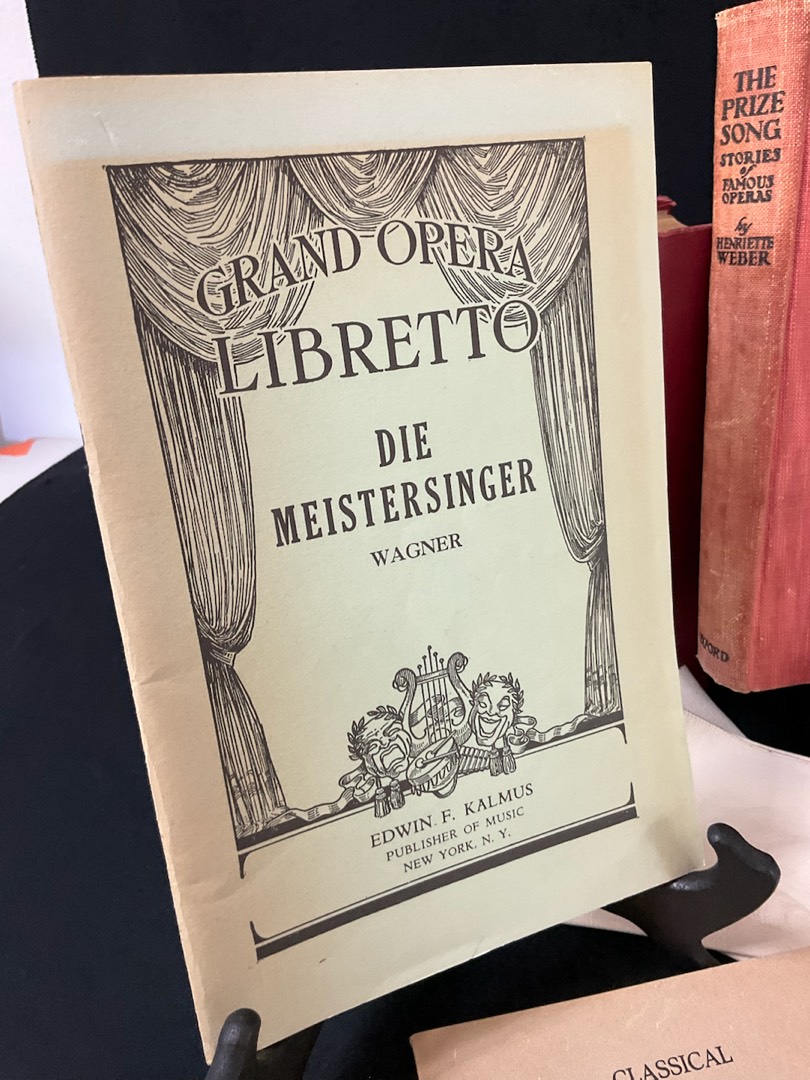 GRAND OPERA
LIBRETTO
DIE
MEISTERSINGER
WAGNER
EDWIN F. KALMUS
PUBLISHER OF MUSIC
NEW YORK, N. Y.
THE
PRIZE
SONG
STORIES
of
FAMOUS
OPERAS
by
HENRIETTE
WEBER
CLASSICAL